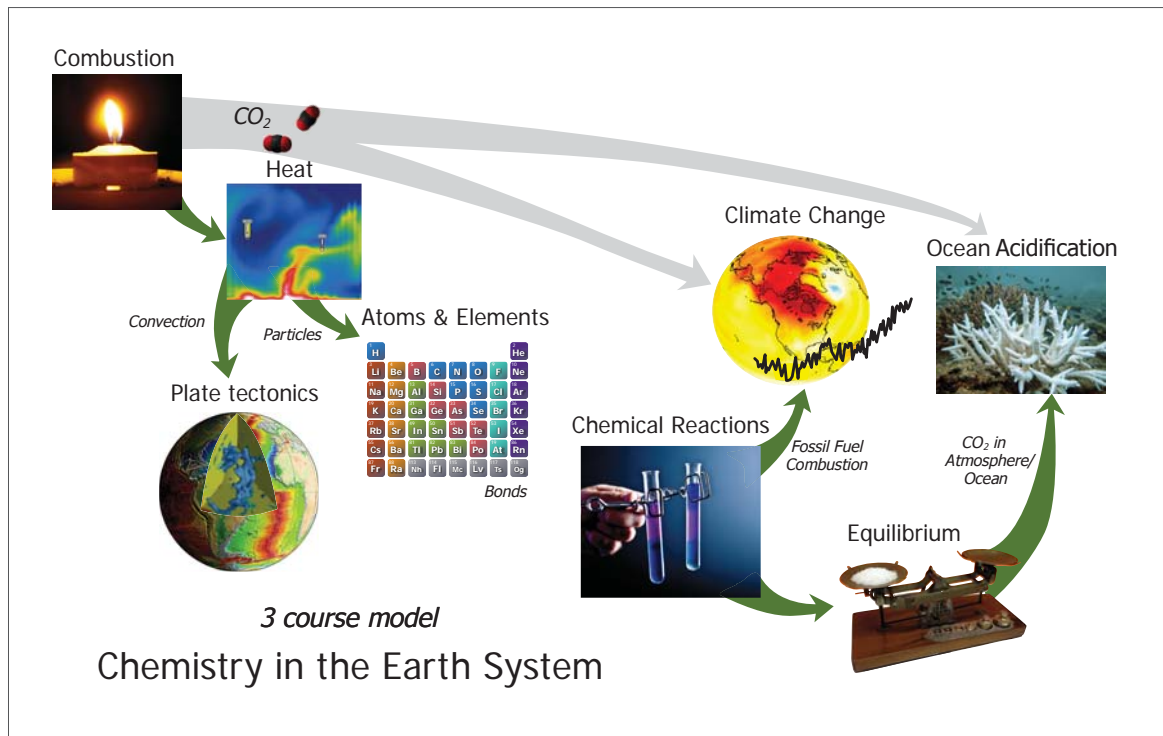 Combustion
CO₂
Heat
Climate Change
Ocean Acidification
Convection
Particles
Atoms & Elements
H He
Li Be B C N O F Ne
Na Mg Al Si P S Cl Ar
K Ca Ga Ge As Se Br Kr
Rb Sr In Sn Sb Te I Xe
Cs Ba Tl Pb Bi Po At Rn
Fr Ra Nh Fl Mc Lv Ts Og
Bonds
Plate tectonics
Chemical Reactions
Fossil Fuel
Combustion
CO₂ in
Atmosphere/
Ocean
Equilibrium
3 course model
Chemistry in the Earth System